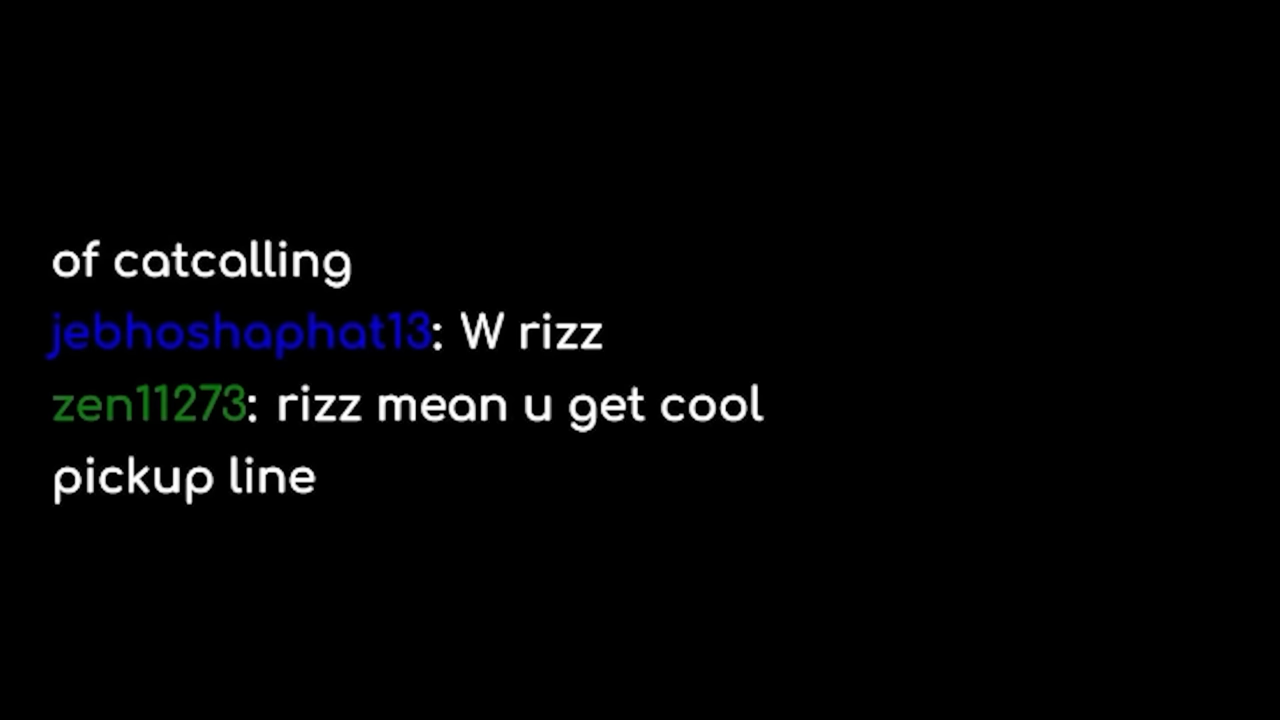 of catcalling
jebhoshaphat13: W rizz
zen11273: rizz mean u get cool
pickup line